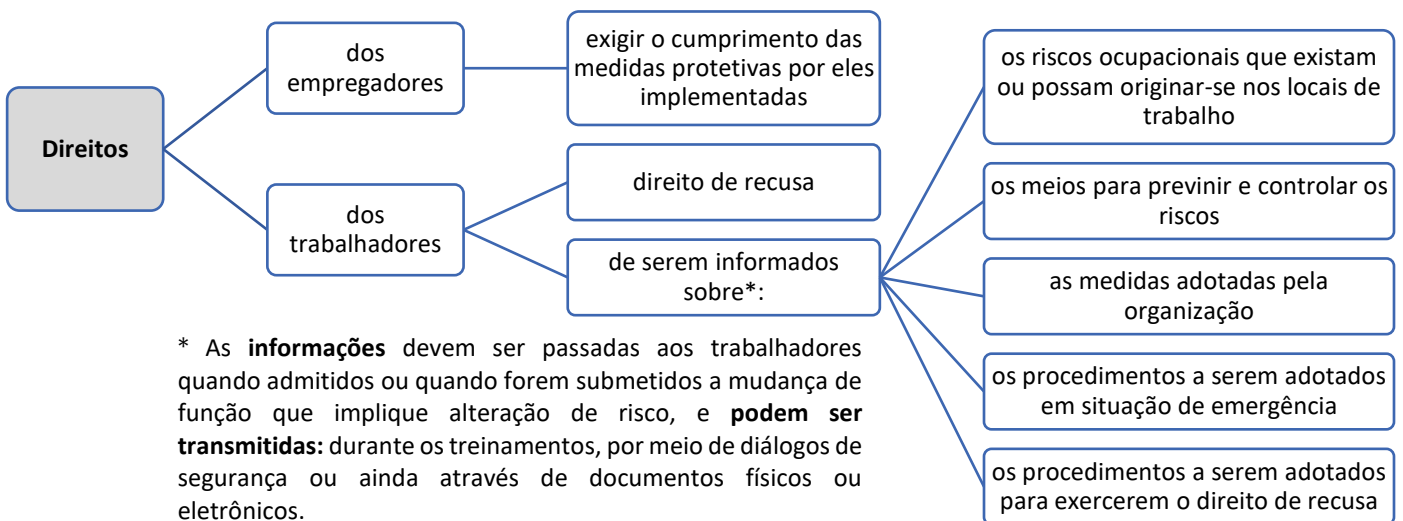 Direitos
dos
empregadores
exigir o cumprimento das
medidas protetivas por eles
implementadas
dos
trabalhadores
direito de recusa
de serem informados
sobre*:
os riscos ocupacionais que existam
ou possam originar-se nos locais de
trabalho
os meios para previnir e controlar os
riscos
as medidas adotadas pela
organização
os procedimentos a serem adotados
em situação de emergência
os procedimentos a serem adotados
para exercerem o direito de recusa
* As informações devem ser passadas aos trabalhadores
quando admitidos ou quando forem submetidos a mudança de
função que implique alteração de risco, e podem ser
transmitidas: durante os treinamentos, por meio de diálogos de
segurança ou ainda através de documentos físicos ou
eletrônicos.